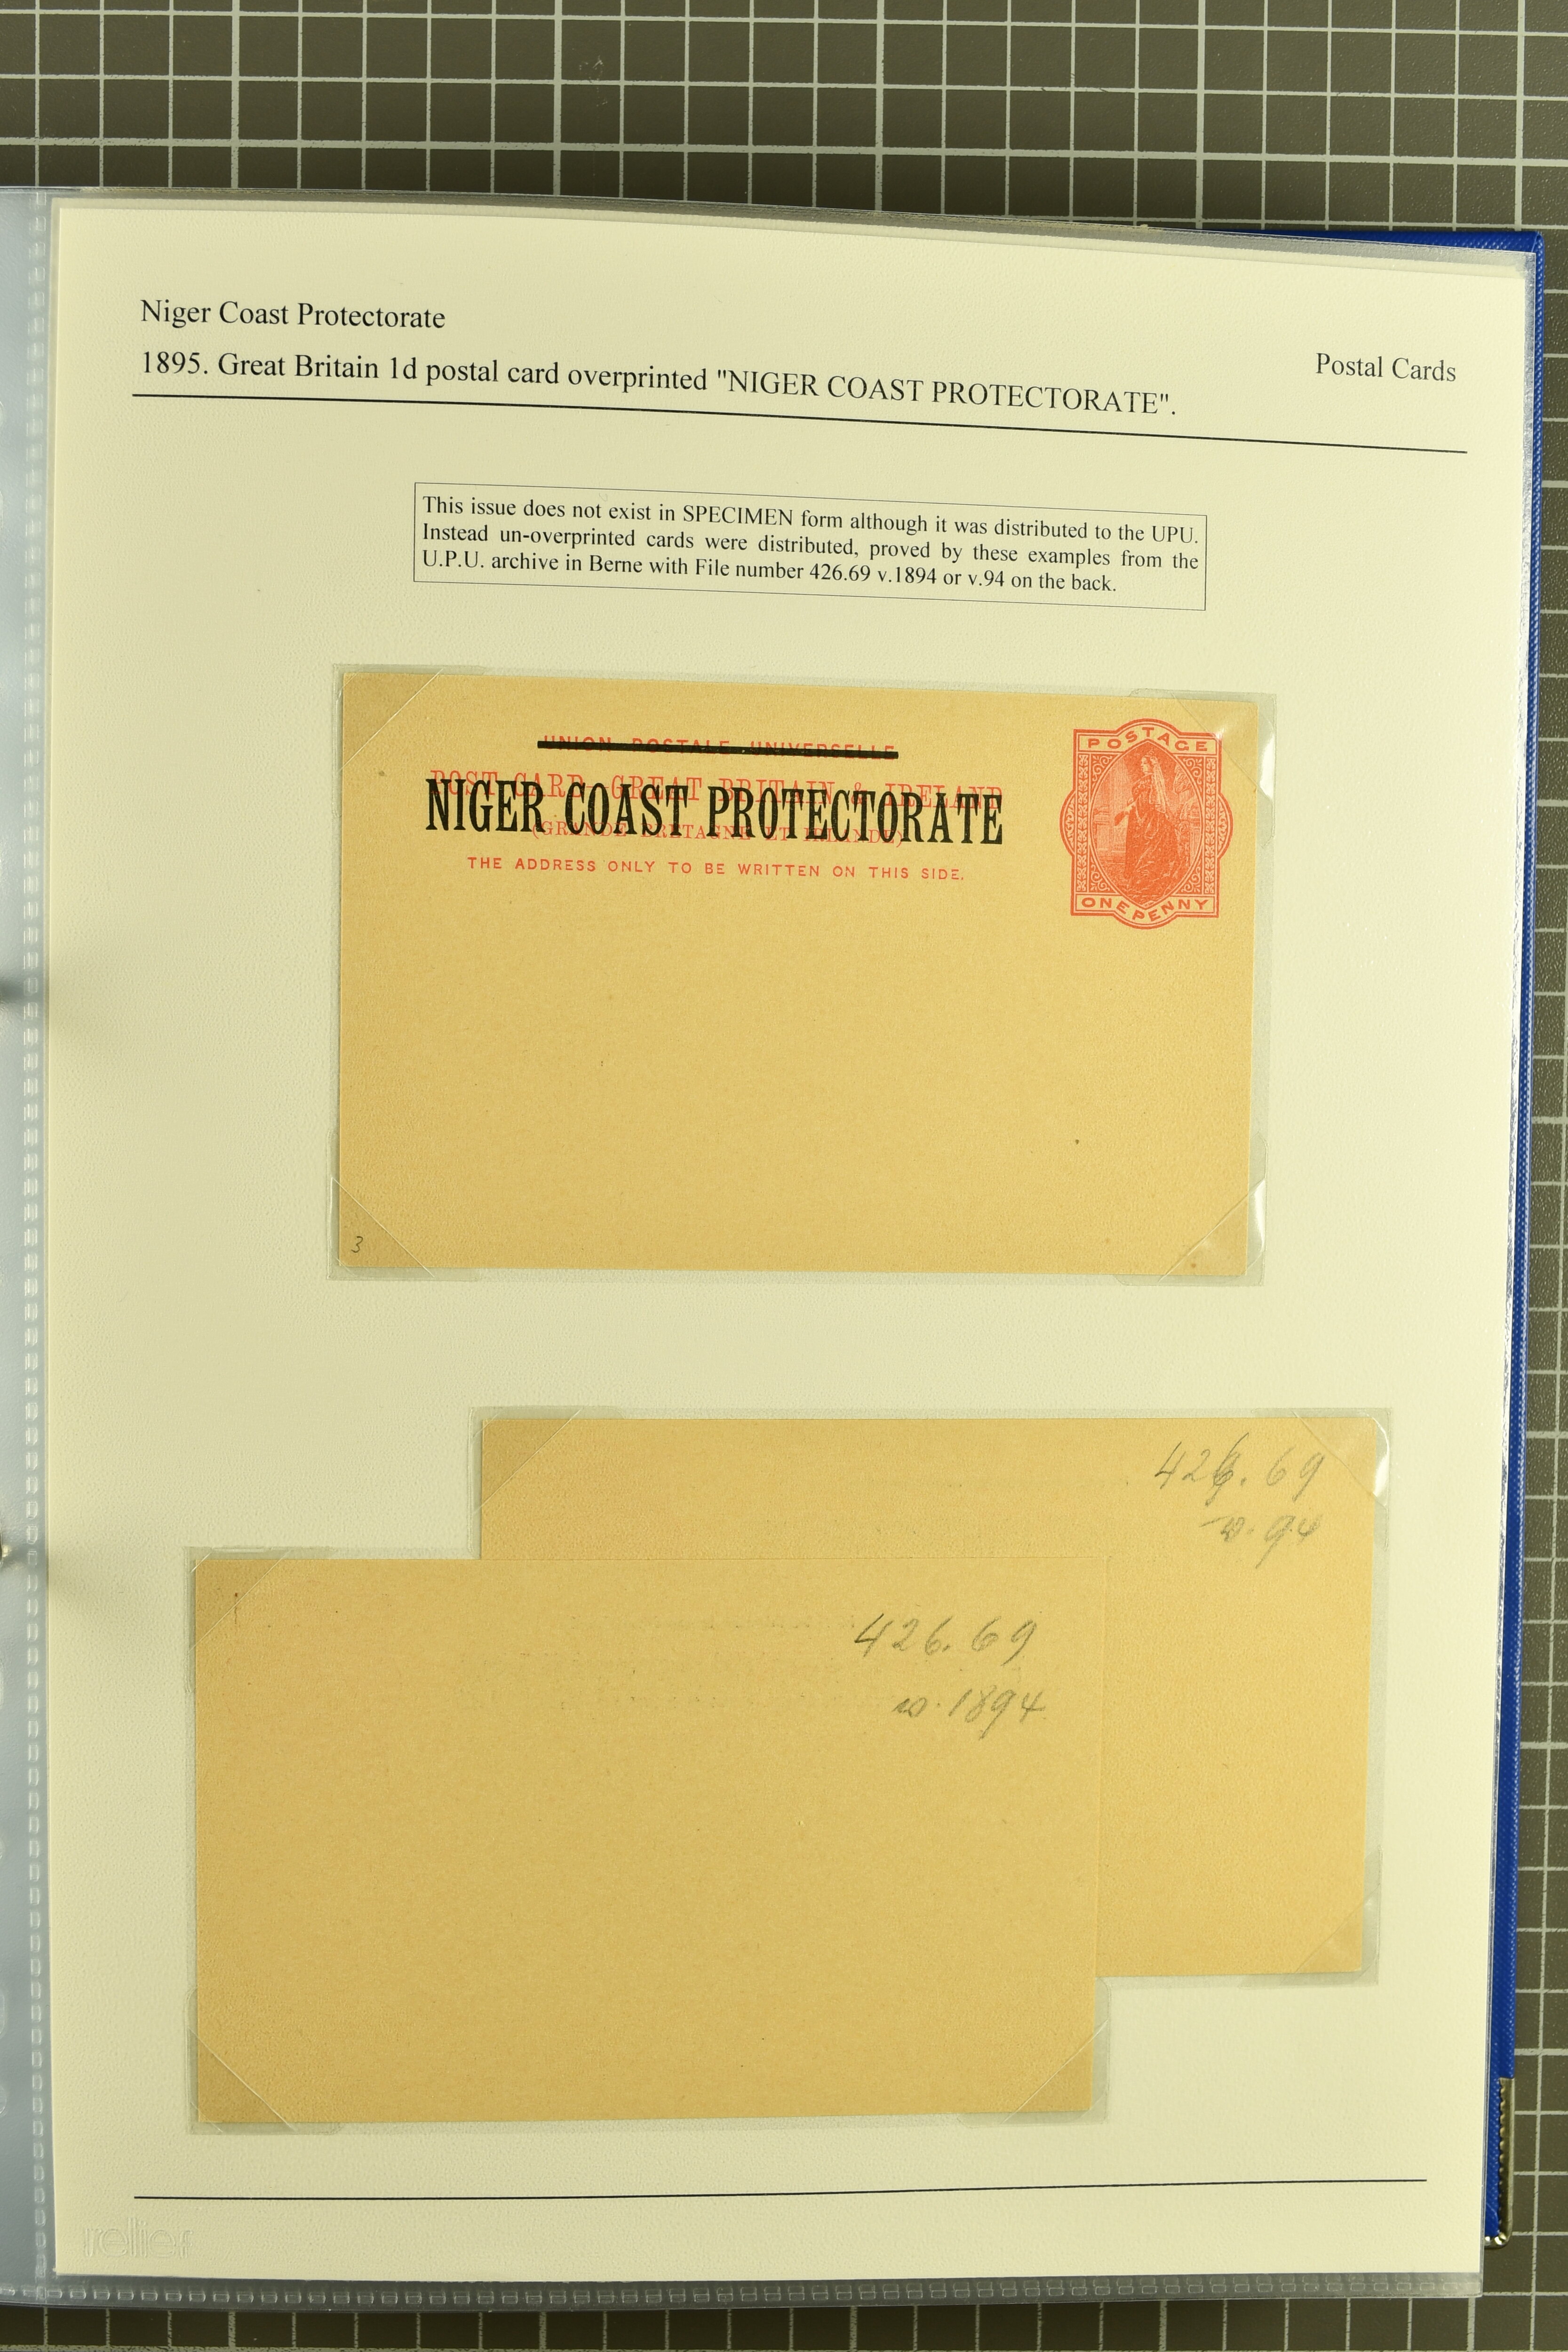 Niger Coast Protectorate
1895. Great Britain 1d postal card overprinted "NIGER COAST PROTECTORATE".
Postal Cards
This issue does not exist in SPECIMEN form although it was distributed to the UPU.
Instead un-overprinted cards were distributed, proved by these examples from the
U.P.U. archive in Berne with File number 426.69 v.1894 or v.94 on the back.
UNION POSTALE UNIVERSELLE
POST CARD GREAT BRITAIN & IRELAND
NIGER COAST PROTECTORATE
(GRANDE BRETAGNE ET IRLANDE)
THE ADDRESS ONLY TO BE WRITTEN ON THIS SIDE.
POSTAGE
ONE PENNY
3
426.69
v. 94
426.69
v. 1894
relief